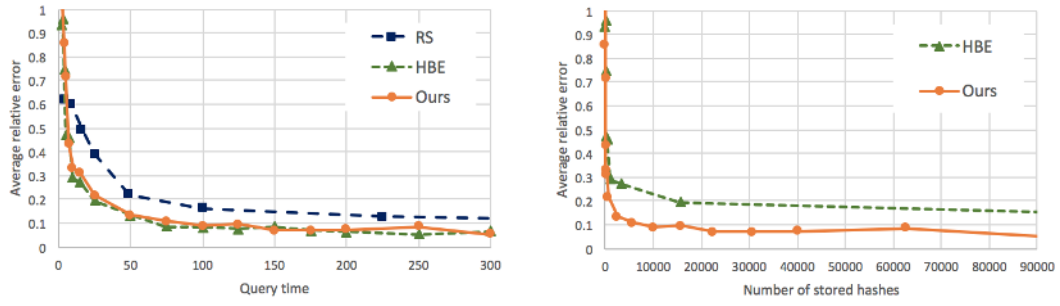 Average relative error
1
0.9
0.8
0.7
0.6
0.5
0.4
0.3
0.2
0.1
0
0 50 100 150 200 250 300
Query time
RS
HBE
Ours
Average relative error
1
0.9
0.8
0.7
0.6
0.5
0.4
0.3
0.2
0.1
0
0 10000 20000 30000 40000 50000 60000 70000 80000 90000
Number of stored hashes
HBE
Ours